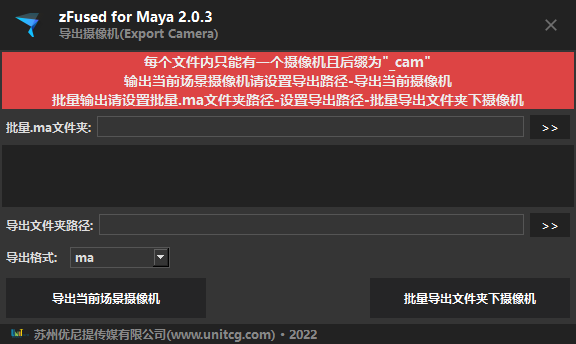 zFused for Maya 2.0.3
导出摄像机(Export Camera)
每个文件内只能有一个摄像机且后缀为"_cam"
输出当前场景摄像机请设置导出路径-导出当前摄像机
批量输出请设置批量.ma文件夹路径-设置导出路径-批量导出文件夹下摄像机
批量.ma文件夹: >>
导出文件夹路径: >>
导出格式: ma
导出当前场景摄像机 批量导出文件夹下摄像机
苏州优尼提传媒有限公司(www.unitcg.com) • 2022